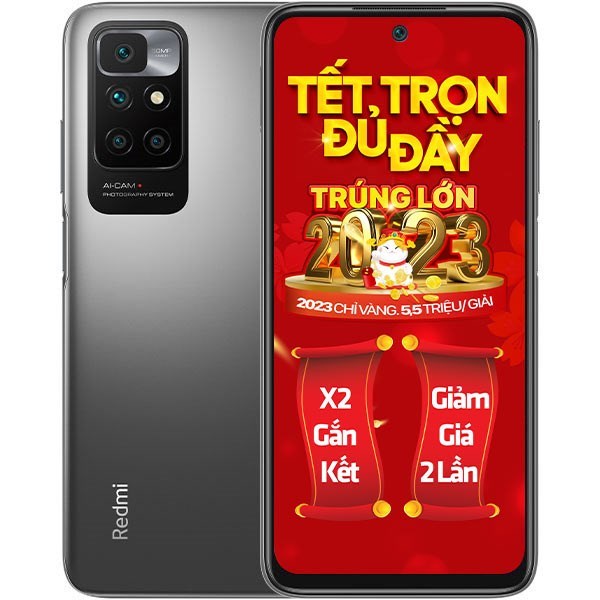 50MP
AI-CAM
PHOTOGRAPHY SYSTEM
Redmi
TẾT TRỌN
ĐỦ ĐẦY
TRÚNG LỚN
2023
2023 CHỈ VÀNG. 5,5 TRIỆU/GIẢI
X2
Gắn
Kết
Giảm
Giá
2 Lần